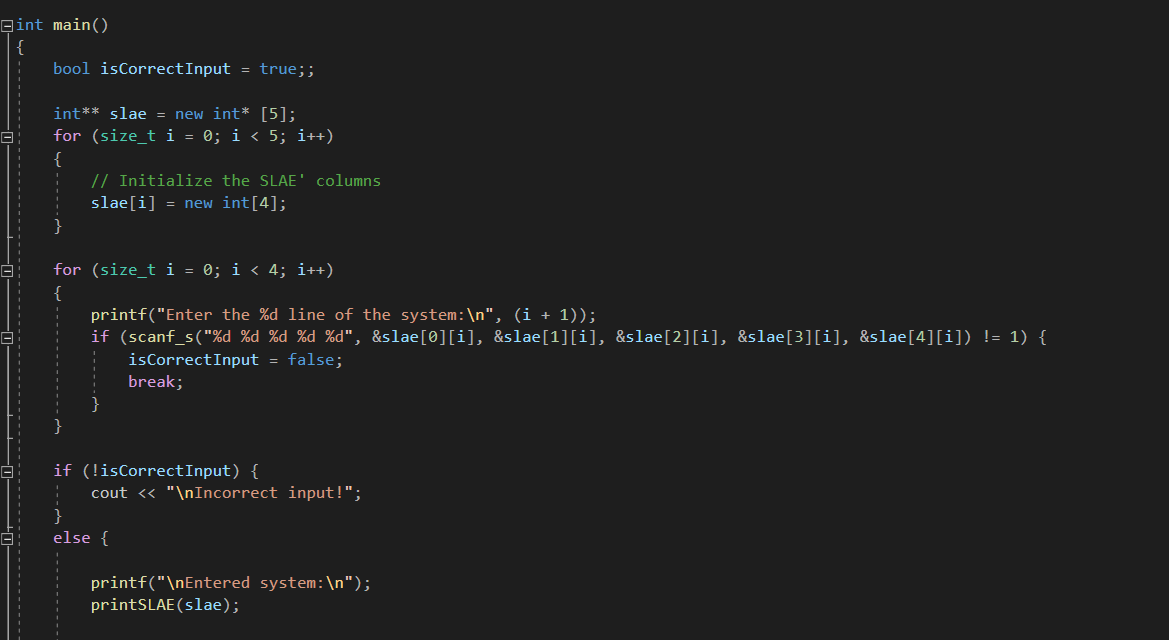 int main()
{
bool isCorrectInput = true;;
int** slae = new int* [5];
for (size_t i = 0; i < 5; i++)
{
// Initialize the SLAE' columns
slae[i] = new int[4];
}
for (size_t i = 0; i < 4; i++)
{
printf("Enter the %d line of the system:\n", (i + 1));
if (scanf_s("%d %d %d %d %d", &slae[0][i], &slae[1][i], &slae[2][i], &slae[3][i], &slae[4][i]) != 1) {
isCorrectInput = false;
break;
}
}
if (!isCorrectInput) {
cout << "\nIncorrect input!";
}
else {
printf("\nEntered system:\n");
printSLAE(slae);